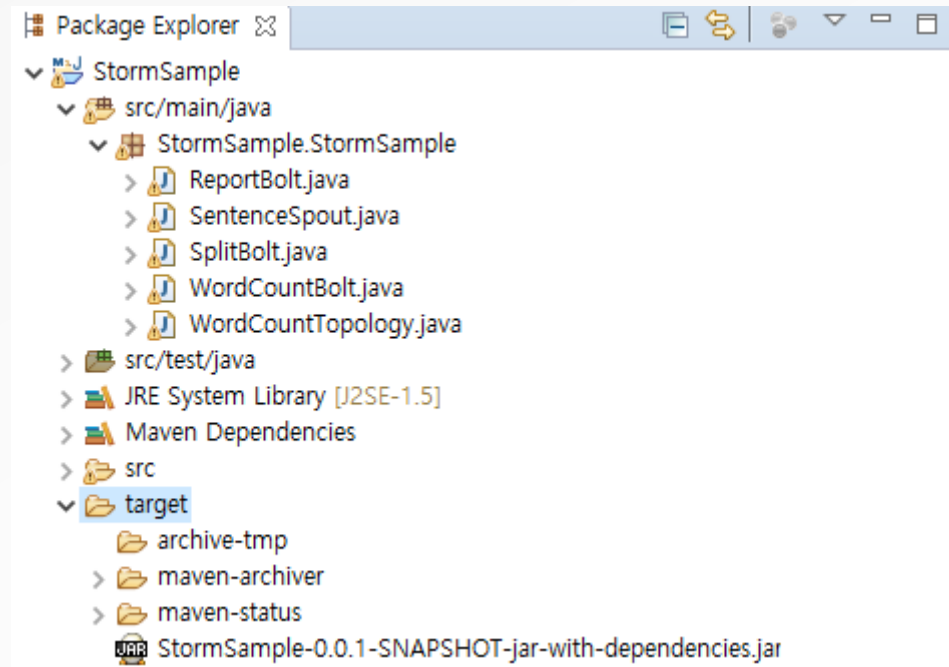 Package Explorer
StormSample
src/main/java
StormSample.StormSample
ReportBolt.java
SentenceSpout.java
SplitBolt.java
WordCountBolt.java
WordCountTopology.java
src/test/java
JRE System Library [J2SE-1.5]
Maven Dependencies
src
target
archive-tmp
maven-archiver
maven-status
StormSample-0.0.1-SNAPSHOT-jar-with-dependencies.jar